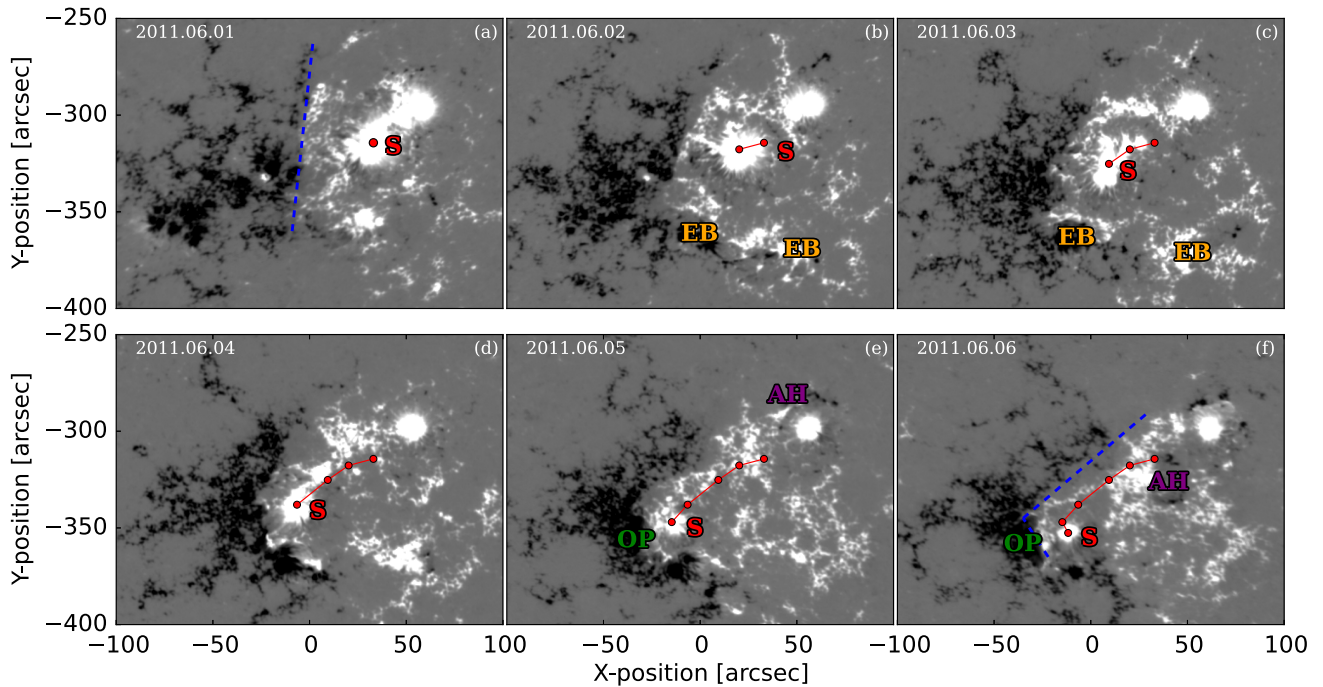 2011.06.01 (a)
2011.06.02 (b)
2011.06.03 (c)
−250
−300
−350
−400
Y-position [arcsec]
S
S
EB
EB
S
EB
EB
2011.06.04 (d)
2011.06.05 (e)
2011.06.06 (f)
−250
−300
−350
−400
Y-position [arcsec]
S
AH
OP
S
AH
OP
S
−100 −50 0 50 −100 −50 0 50 −100 −50 0 50 100
X-position [arcsec]